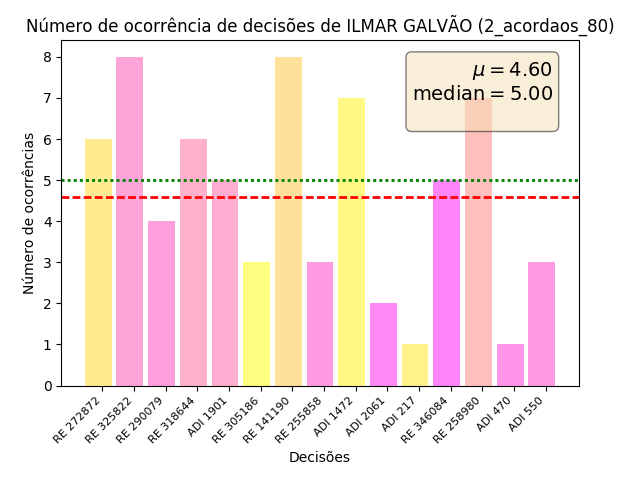 Número de ocorrência de decisões de ILMAR GALVÃO (2_acordaos_80)
μ = 4.60
median = 5.00
Número de ocorrências
8
7
6
5
4
3
2
1
0
RE 272872
RE 325822
RE 290079
RE 318644
ADI 1901
RE 305186
RE 141190
RE 255858
ADI 1472
ADI 2061
ADI 217
RE 346084
RE 258980
ADI 470
ADI 550
Decisões